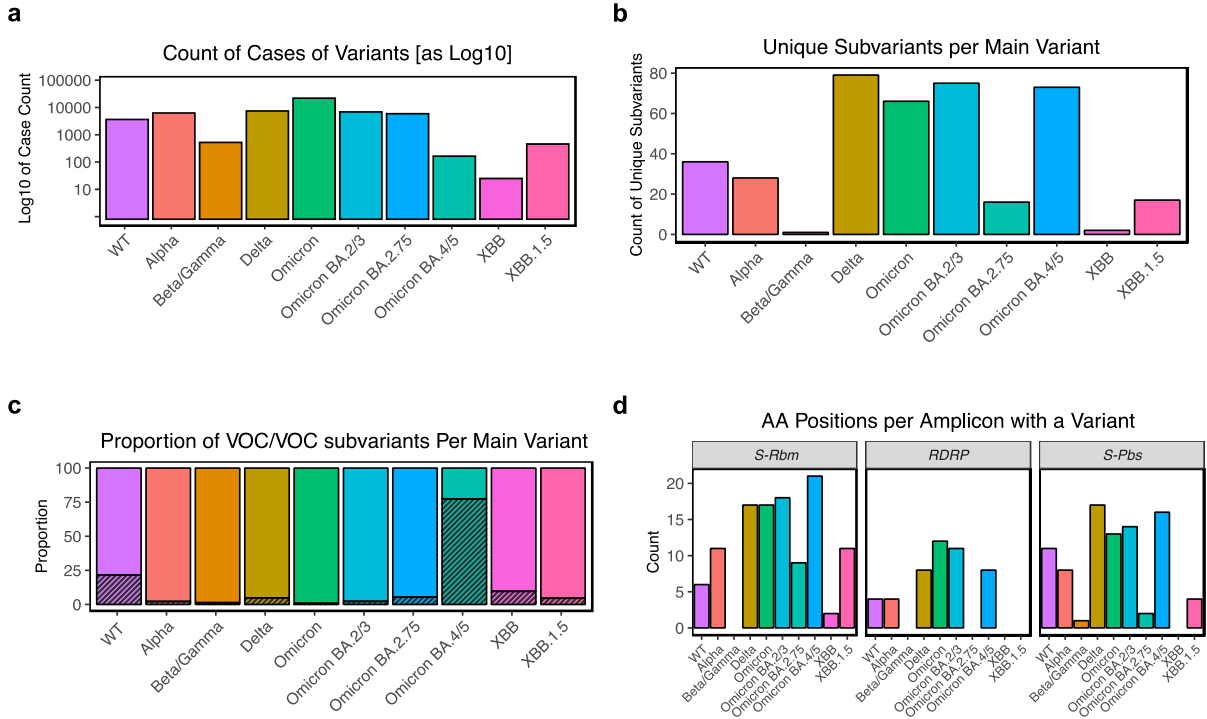 a
Count of Cases of Variants [as Log10]
Log10 of Case Count
100000
10000
1000
100
10
WT
Alpha
Beta/Gamma
Delta
Omicron
Omicron BA.2/3
Omicron BA.2.75
Omicron BA.4/5
XBB
XBB.1.5
b
Unique Subvariants per Main Variant
Count of Unique Subvariants
80
60
40
20
0
WT
Alpha
Beta/Gamma
Delta
Omicron
Omicron BA.2/3
Omicron BA.2.75
Omicron BA.4/5
XBB
XBB.1.5
c
Proportion of VOC/VOC subvariants Per Main Variant
Proportion
100
75
50
25
0
WT
Alpha
Beta/Gamma
Delta
Omicron
Omicron BA.2/3
Omicron BA.2.75
Omicron BA.4/5
XBB
XBB.1.5
d
AA Positions per Amplicon with a Variant
S-Rbm
RDRP
S-Pbs
Count
20
15
10
5
0
WT
Alpha
Beta/Gamma
Delta
Omicron
Omicron BA.2/3
Omicron BA.2.75
Omicron BA.4/5
XBB
XBB.1.5
WT
Alpha
Beta/Gamma
Delta
Omicron
Omicron BA.2/3
Omicron BA.2.75
Omicron BA.4/5
XBB
XBB.1.5
WT
Alpha
Beta/Gamma
Delta
Omicron
Omicron BA.2/3
Omicron BA.2.75
Omicron BA.4/5
XBB
XBB.1.5